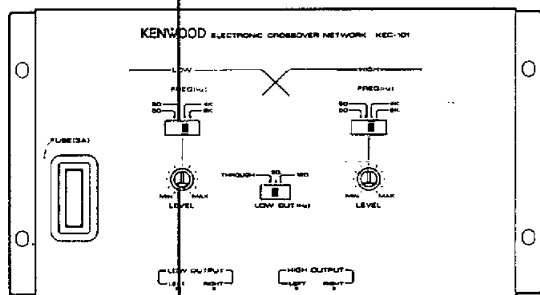 KENWOOD ELECTRONIC CROSSOVER NETWORK KEC-101
LOW HIGH
FREQ(Hz) FREQ(Hz)
FUSE(3A)
THROUGH 120
MIN MAX
LEVEL
LOW CUT(Hz)
MIN MAX
LEVEL
LOW OUTPUT HIGH OUTPUT
LEFT RIGHT LEFT RIGHT